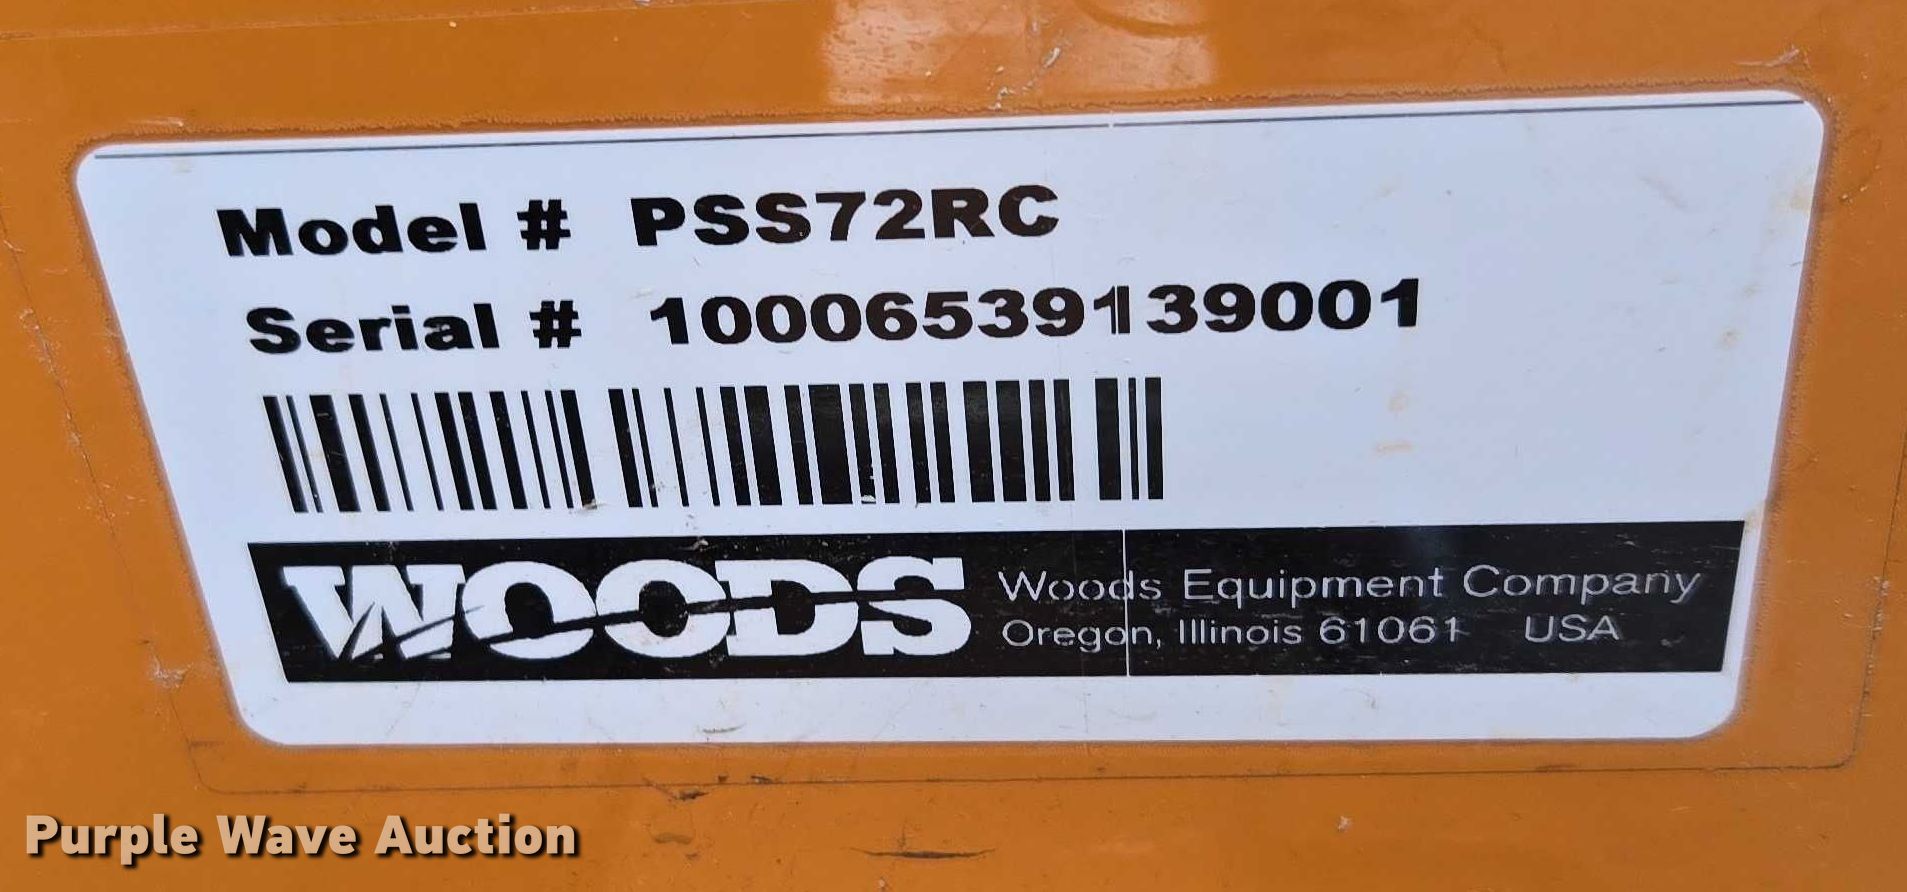 Model # PSS72RC
Serial # 10006539139001
WOODS
Woods Equipment Company
Oregon, Illinois 61061 USA
Purple Wave Auction